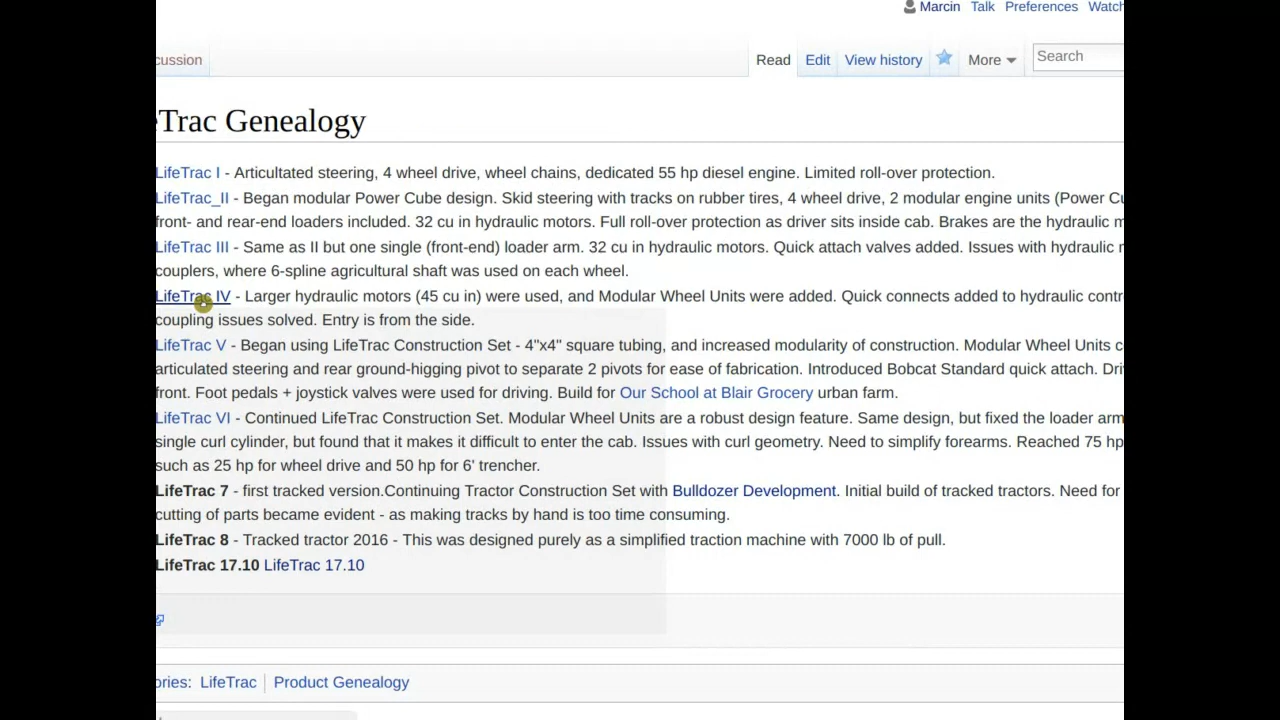 Marcin Talk Preferences Watch
cussion Read Edit View history More Search
eTrac Genealogy
LifeTrac I - Articultated steering, 4 wheel drive, wheel chains, dedicated 55 hp diesel engine. Limited roll-over protection.
LifeTrac_II - Began modular Power Cube design. Skid steering with tracks on rubber tires, 4 wheel drive, 2 modular engine units (Power Cu
front- and rear-end loaders included. 32 cu in hydraulic motors. Full roll-over protection as driver sits inside cab. Brakes are the hydraulic m
LifeTrac III - Same as II but one single (front-end) loader arm. 32 cu in hydraulic motors. Quick attach valves added. Issues with hydraulic
couplers, where 6-spline agricultural shaft was used on each wheel.
LifeTrac IV - Larger hydraulic motors (45 cu in) were used, and Modular Wheel Units were added. Quick connects added to hydraulic contr
coupling issues solved. Entry is from the side.
LifeTrac V - Began using LifeTrac Construction Set - 4"x4" square tubing, and increased modularity of construction. Modular Wheel Units c
articulated steering and rear ground-higging pivot to separate 2 pivots for ease of fabrication. Introduced Bobcat Standard quick attach. Dri
front. Foot pedals + joystick valves were used for driving. Build for Our School at Blair Grocery urban farm.
LifeTrac VI - Continued LifeTrac Construction Set. Modular Wheel Units are a robust design feature. Same design, but fixed the loader arm
single curl cylinder, but found that it makes it difficult to enter the cab. Issues with curl geometry. Need to simplify forearms. Reached 75 hp
such as 25 hp for wheel drive and 50 hp for 6' trencher.
LifeTrac 7 - first tracked version.Continuing Tractor Construction Set with Bulldozer Development. Initial build of tracked tractors. Need for
cutting of parts became evident - as making tracks by hand is too time consuming.
LifeTrac 8 - Tracked tractor 2016 - This was designed purely as a simplified traction machine with 7000 lb of pull.
LifeTrac 17.10 LifeTrac 17.10
ories: LifeTrac Product Genealogy